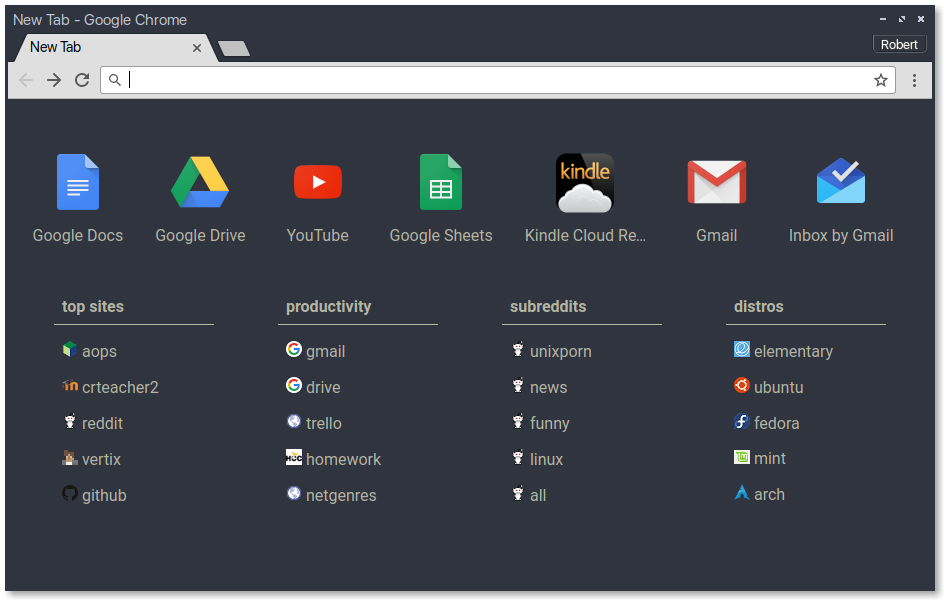 New Tab - Google Chrome
New Tab
Robert
kindle
Google Docs Google Drive YouTube Google Sheets Kindle Cloud Re... Gmail Inbox by Gmail
top sites productivity subreddits distros
aops gmail unixporn elementary
crteacher2 drive news ubuntu
reddit trello funny fedora
vertix HCC homework linux mint
github netgenres all arch